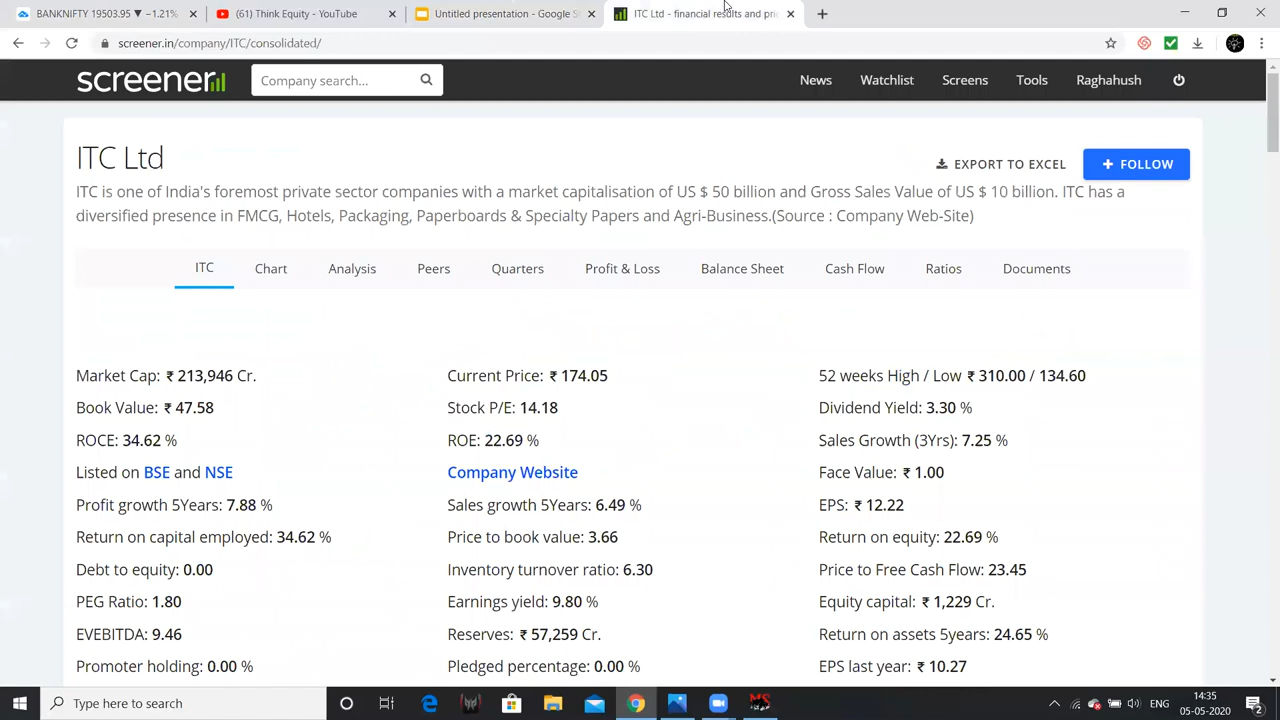 BANKNIFTY 19503.95 ▼ −1.21%
(61) Think Equity - YouTube
Untitled presentation - Google S
ITC Ltd - financial results and pri
screener.in/company/ITC/consolidated/
screener
Company search...
News
Watchlist
Screens
Tools
Raghahush
ITC Ltd
EXPORT TO EXCEL
+ FOLLOW
ITC is one of India's foremost private sector companies with a market capitalisation of US $ 50 billion and Gross Sales Value of US $ 10 billion. ITC has a
diversified presence in FMCG, Hotels, Packaging, Paperboards & Specialty Papers and Agri-Business.(Source : Company Web-Site)
ITC
Chart
Analysis
Peers
Quarters
Profit & Loss
Balance Sheet
Cash Flow
Ratios
Documents
Market Cap: ₹ 213,946 Cr.
Current Price: ₹ 174.05
52 weeks High / Low ₹ 310.00 / 134.60
Book Value: ₹ 47.58
Stock P/E: 14.18
Dividend Yield: 3.30 %
ROCE: 34.62 %
ROE: 22.69 %
Sales Growth (3Yrs): 7.25 %
Listed on BSE and NSE
Company Website
Face Value: ₹ 1.00
Profit growth 5Years: 7.88 %
Sales growth 5Years: 6.49 %
EPS: ₹ 12.22
Return on capital employed: 34.62 %
Price to book value: 3.66
Return on equity: 22.69 %
Debt to equity: 0.00
Inventory turnover ratio: 6.30
Price to Free Cash Flow: 23.45
PEG Ratio: 1.80
Earnings yield: 9.80 %
Equity capital: ₹ 1,229 Cr.
EVEBITDA: 9.46
Reserves: ₹ 57,259 Cr.
Return on assets 5years: 24.65 %
Promoter holding: 0.00 %
Pledged percentage: 0.00 %
EPS last year: ₹ 10.27
Type here to search
ENG
14:35
05-05-2020
2